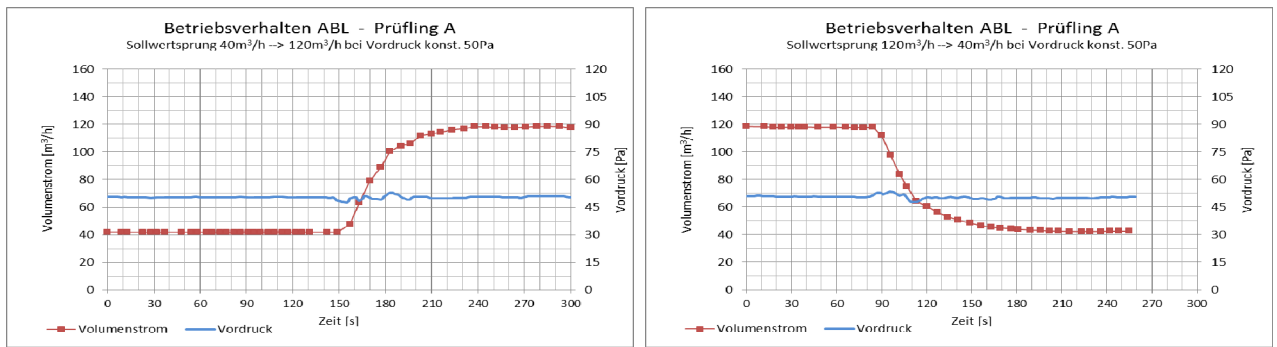 Betriebsverhalten ABL - Prüfling A
Sollwertsprung 40m³/h --> 120m³/h bei Vordruck konst. 50Pa
Volumenstrom [m³/h]
160
140
120
100
80
60
40
20
0
120
105
90
75
60
45
30
15
0
Vordruck [Pa]
0 30 60 90 120 150 180 210 240 270 300
Zeit [s]
Volumenstrom
Vordruck
Betriebsverhalten ABL - Prüfling A
Sollwertsprung 120m³/h --> 40m³/h bei Vordruck konst. 50Pa
Volumenstrom [m³/h]
160
140
120
100
80
60
40
20
0
120
105
90
75
60
45
30
15
0
Vordruck [Pa]
0 30 60 90 120 150 180 210 240 270 300
Zeit [s]
Volumenstrom
Vordruck